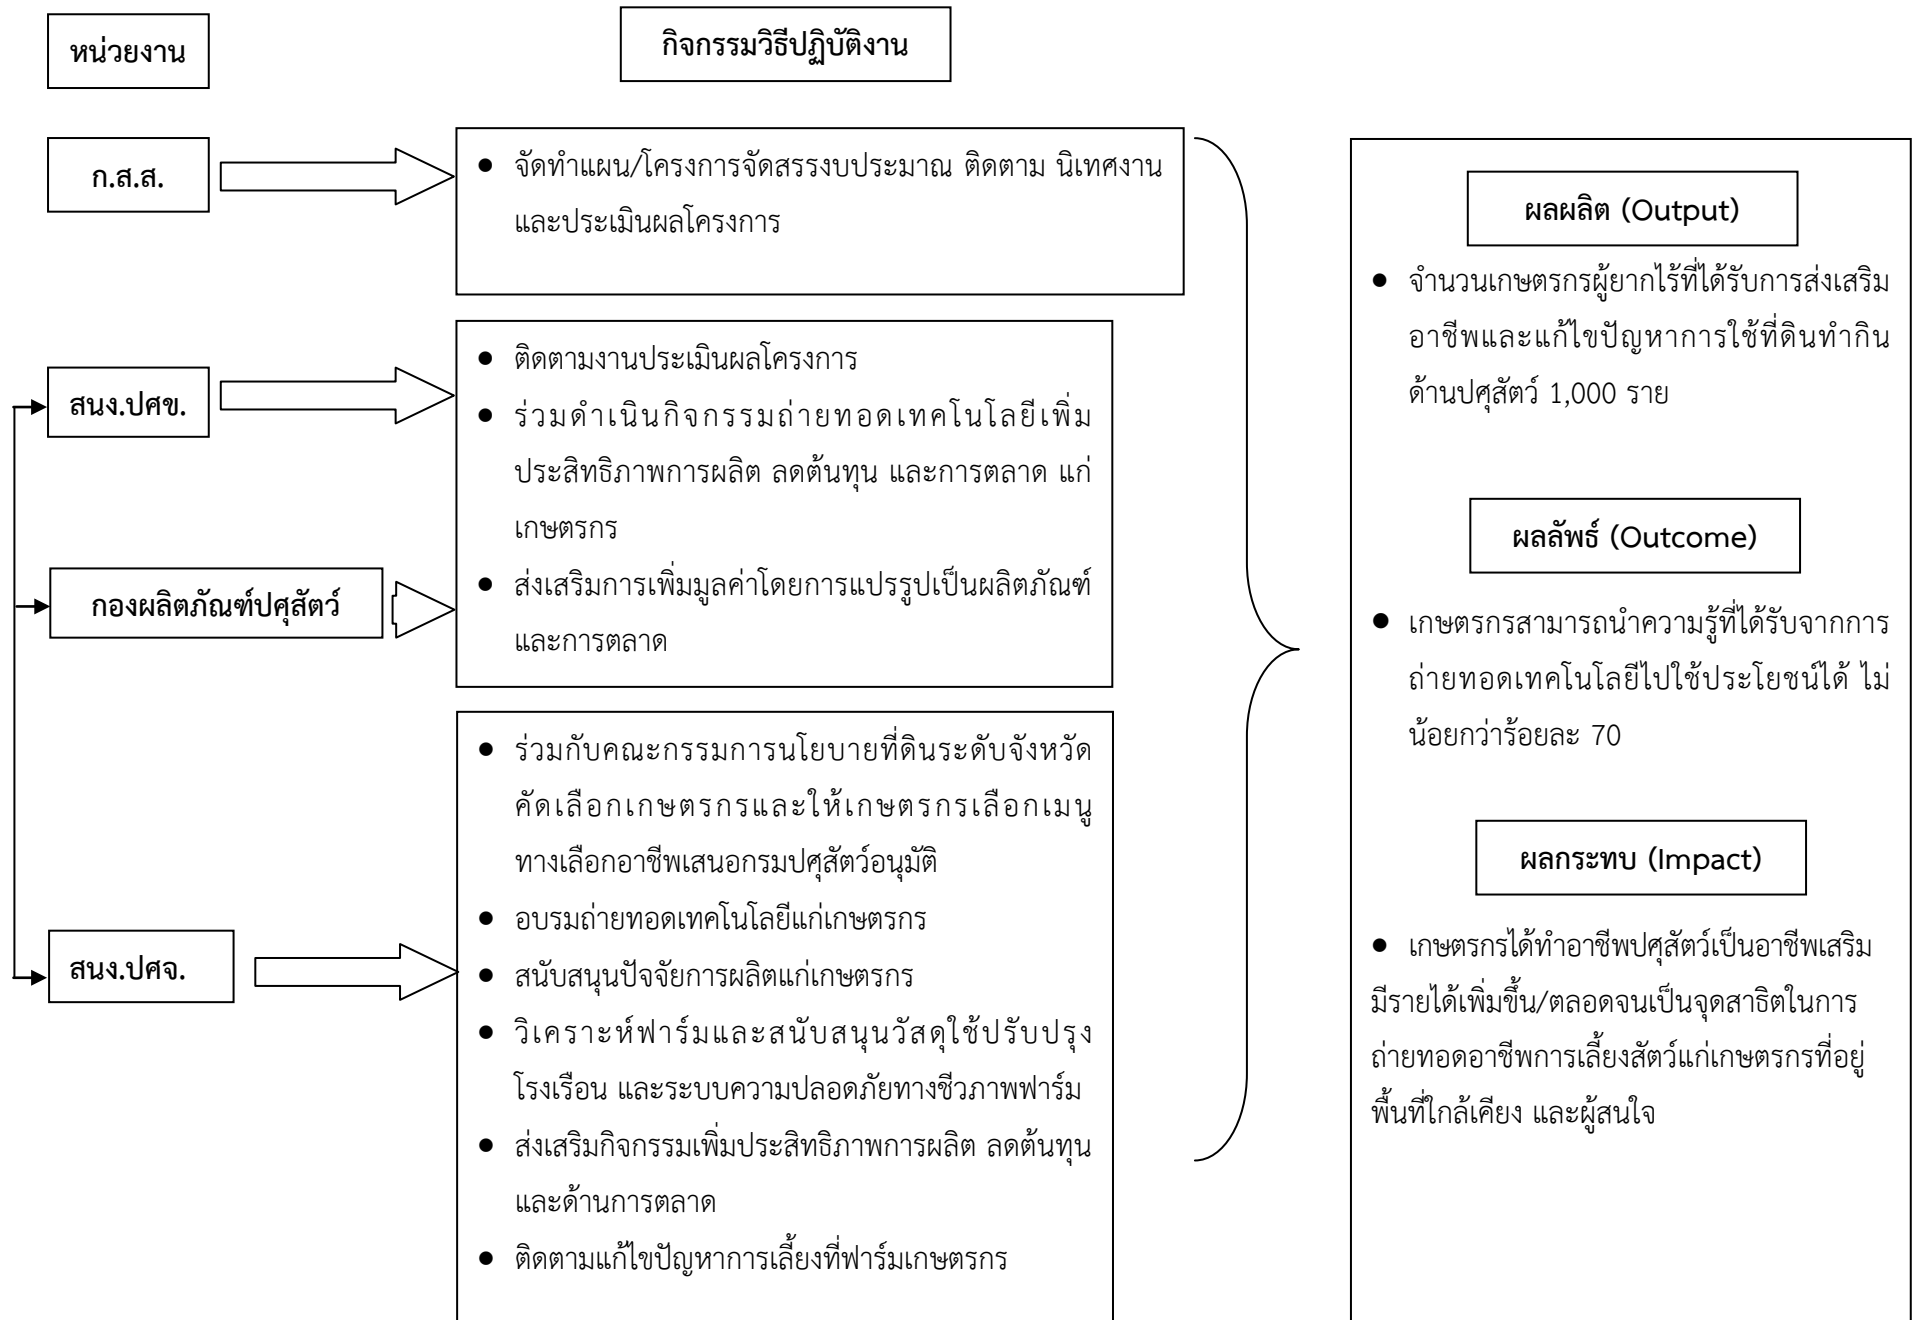 หน่วยงาน
กิจกรรมวิธีปฏิบัติงาน
ก.ส.ส.
● จัดทำแผน/โครงการจัดสรรงบประมาณ ติดตาม นิเทศงาน
และประเมินผลโครงการ
สนง.ปศข.
● ติดตามงานประเมินผลโครงการ
● ร่วมดำเนินกิจกรรมถ่ายทอดเทคโนโลยีเพิ่ม
ประสิทธิภาพการผลิต ลดต้นทุน และการตลาด แก่
เกษตรกร
กองผลิตภัณฑ์ปศุสัตว์
● ส่งเสริมการเพิ่มมูลค่าโดยการแปรรูปเป็นผลิตภัณฑ์
และการตลาด
สนง.ปศจ.
● ร่วมกับคณะกรรมการนโยบายที่ดินระดับจังหวัด
คัดเลือกเกษตรกรและให้เกษตรกรเลือกเมนู
ทางเลือกอาชีพเสนอกรมปศุสัตว์อนุมัติ
● อบรมถ่ายทอดเทคโนโลยีแก่เกษตรกร
● สนับสนุนปัจจัยการผลิตแก่เกษตรกร
● วิเคราะห์ฟาร์มและสนับสนุนวัสดุใช้ปรับปรุง
โรงเรือน และระบบความปลอดภัยทางชีวภาพฟาร์ม
● ส่งเสริมกิจกรรมเพิ่มประสิทธิภาพการผลิต ลดต้นทุน
และด้านการตลาด
● ติดตามแก้ไขปัญหาการเลี้ยงที่ฟาร์มเกษตรกร
ผลผลิต (Output)
● จำนวนเกษตรกรผู้ยากไร้ที่ได้รับการส่งเสริม
อาชีพและแก้ไขปัญหาการใช้ที่ดินทำกิน
ด้านปศุสัตว์ 1,000 ราย
ผลลัพธ์ (Outcome)
● เกษตรกรสามารถนำความรู้ที่ได้รับจากการ
ถ่ายทอดเทคโนโลยีไปใช้ประโยชน์ได้ ไม่
น้อยกว่าร้อยละ 70
ผลกระทบ (Impact)
● เกษตรกรได้ทำอาชีพปศุสัตว์เป็นอาชีพเสริม
มีรายได้เพิ่มขึ้น/ตลอดจนเป็นจุดสาธิตในการ
ถ่ายทอดอาชีพการเลี้ยงสัตว์แก่เกษตรกรที่อยู่
พื้นที่ใกล้เคียง และผู้สนใจ